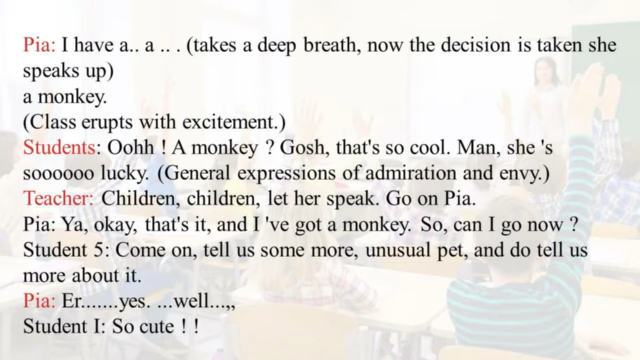 Pia: I have a.. a .. . (takes a deep breath, now the decision is taken she
speaks up)
a monkey.
(Class erupts with excitement.)
Students: Oohh ! A monkey ? Gosh, that's so cool. Man, she 's
soooooo lucky. (General expressions of admiration and envy.)
Teacher: Children, children, let her speak. Go on Pia.
Pia: Ya, okay, that's it, and I 've got a monkey. So, can I go now ?
Student 5: Come on, tell us some more, unusual pet, and do tell us
more about it.
Pia: Er.......yes. ...well...,,
Student I: So cute ! !